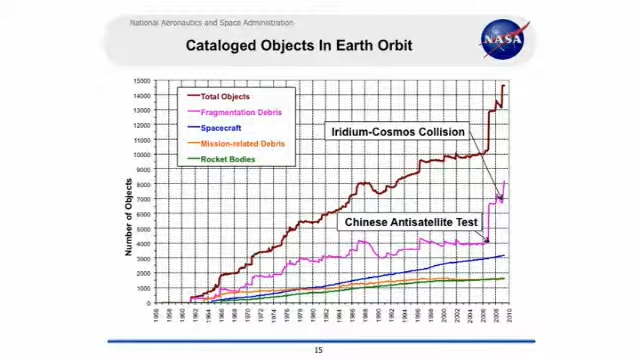 National Aeronautics and Space Administration
Cataloged Objects In Earth Orbit
NASA
15000
14000
13000
12000
11000
10000
9000
8000
7000
6000
5000
4000
3000
2000
1000
0
Number of Objects
Total Objects
Fragmentation Debris
Spacecraft
Mission-related Debris
Rocket Bodies
Iridium-Cosmos Collision
Chinese Antisatellite Test
1956 1958 1960 1962 1964 1966 1968 1970 1972 1974 1976 1978 1980 1982 1984 1986 1988 1990 1992 1994 1996 1998 2000 2002 2004 2006 2008 2010
15